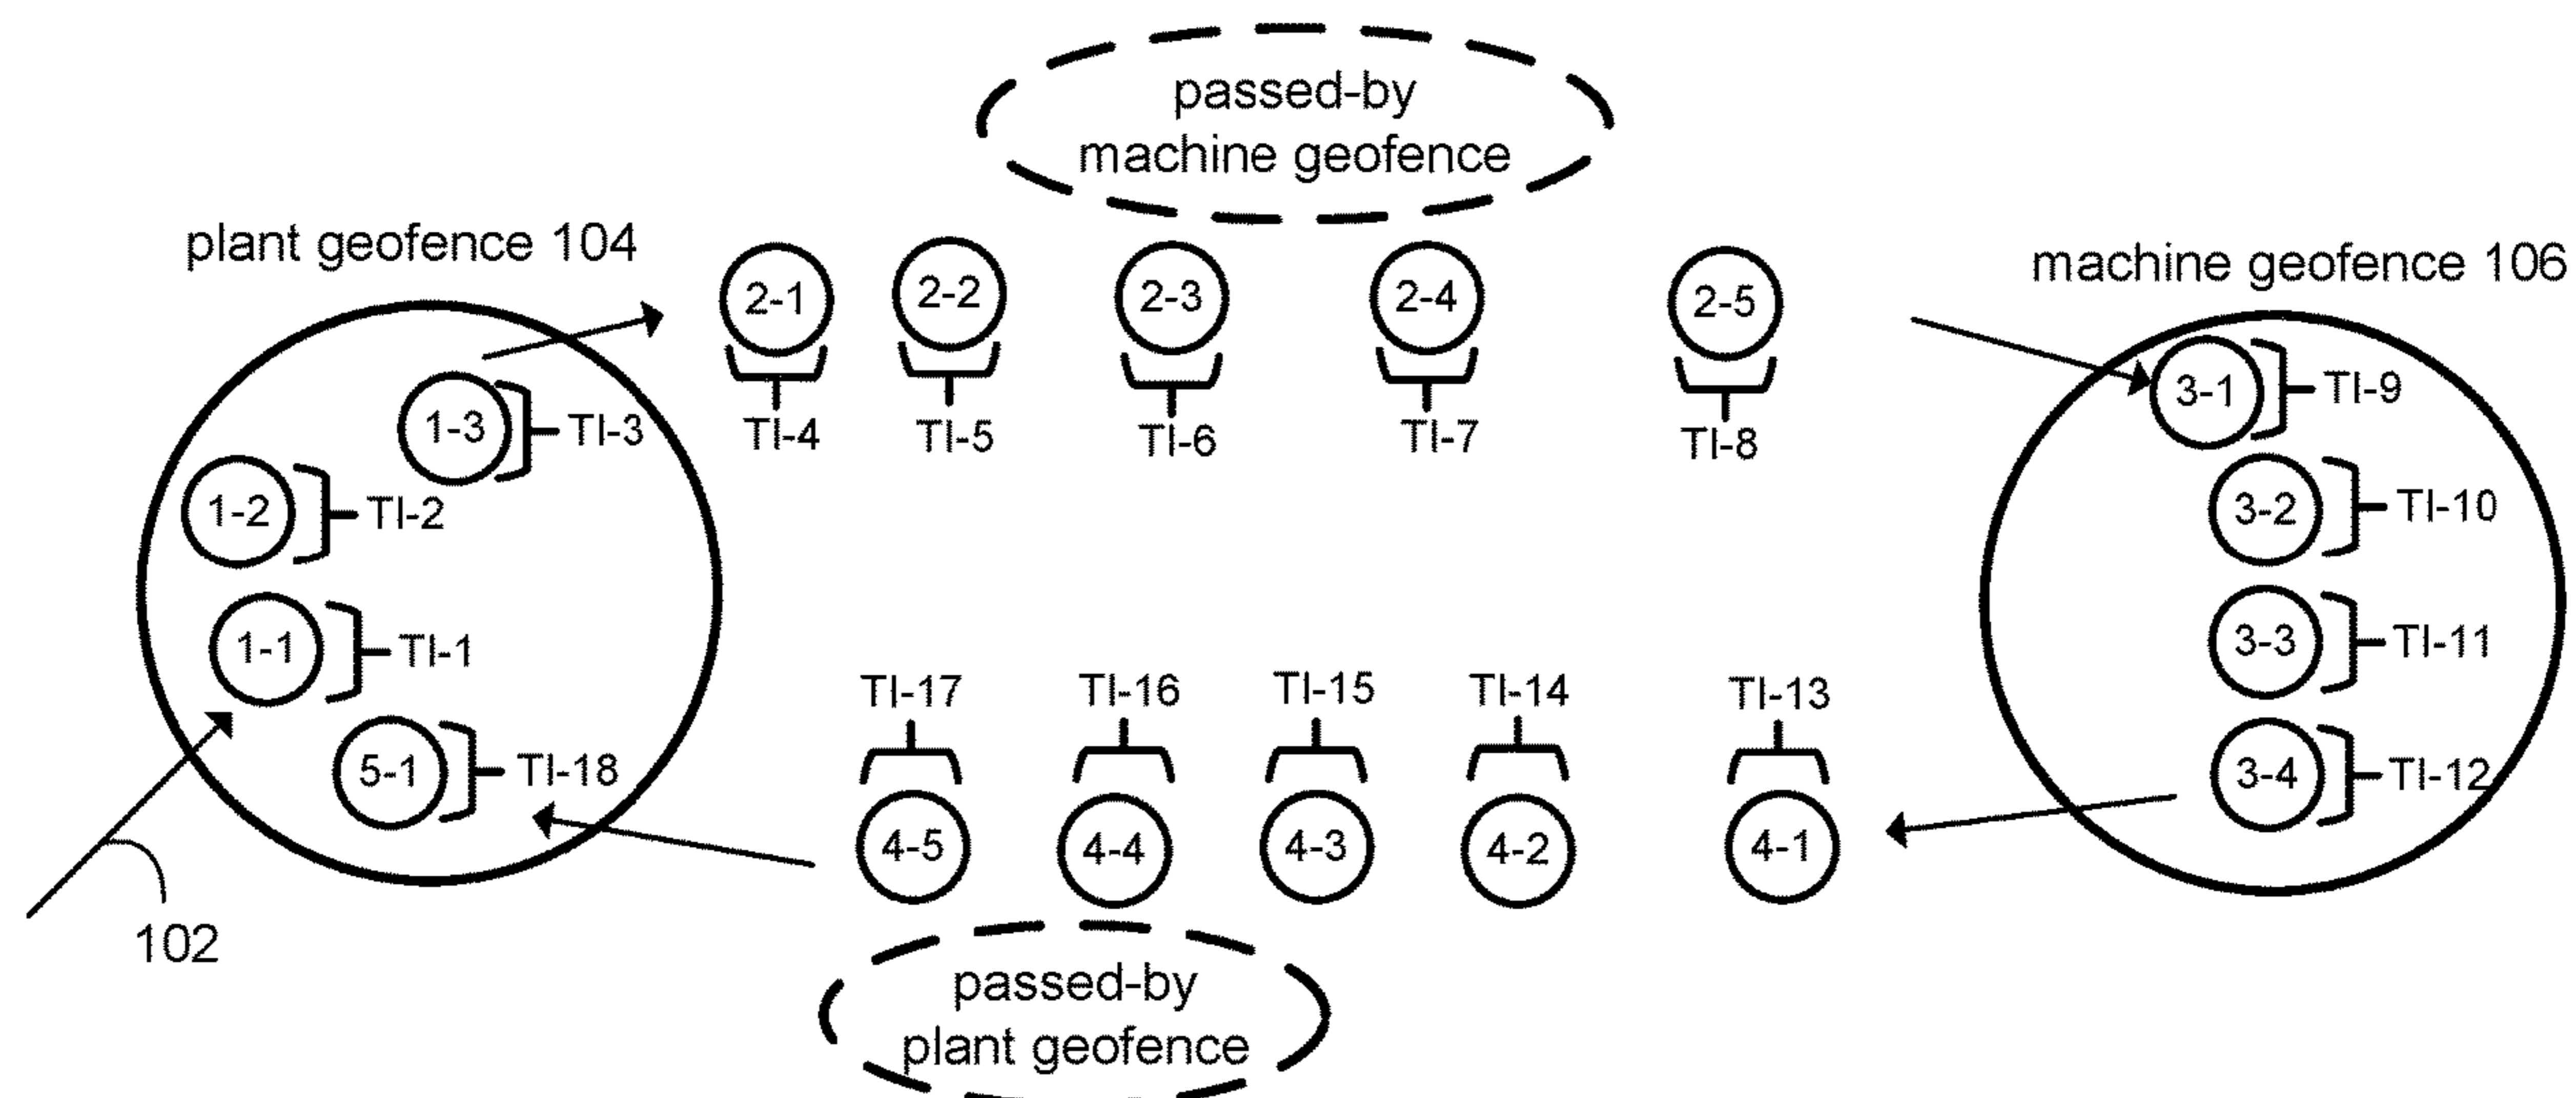 passed-by
machine geofence
plant geofence 104
machine geofence 106
2-1
2-2
2-3
2-4
2-5
TI-4
TI-5
TI-6
TI-7
TI-8
1-3
TI-3
1-2
TI-2
1-1
TI-1
5-1
TI-18
102
3-1
TI-9
3-2
TI-10
3-3
TI-11
3-4
TI-12
TI-17
TI-16
TI-15
TI-14
TI-13
4-5
4-4
4-3
4-2
4-1
passed-by
plant geofence